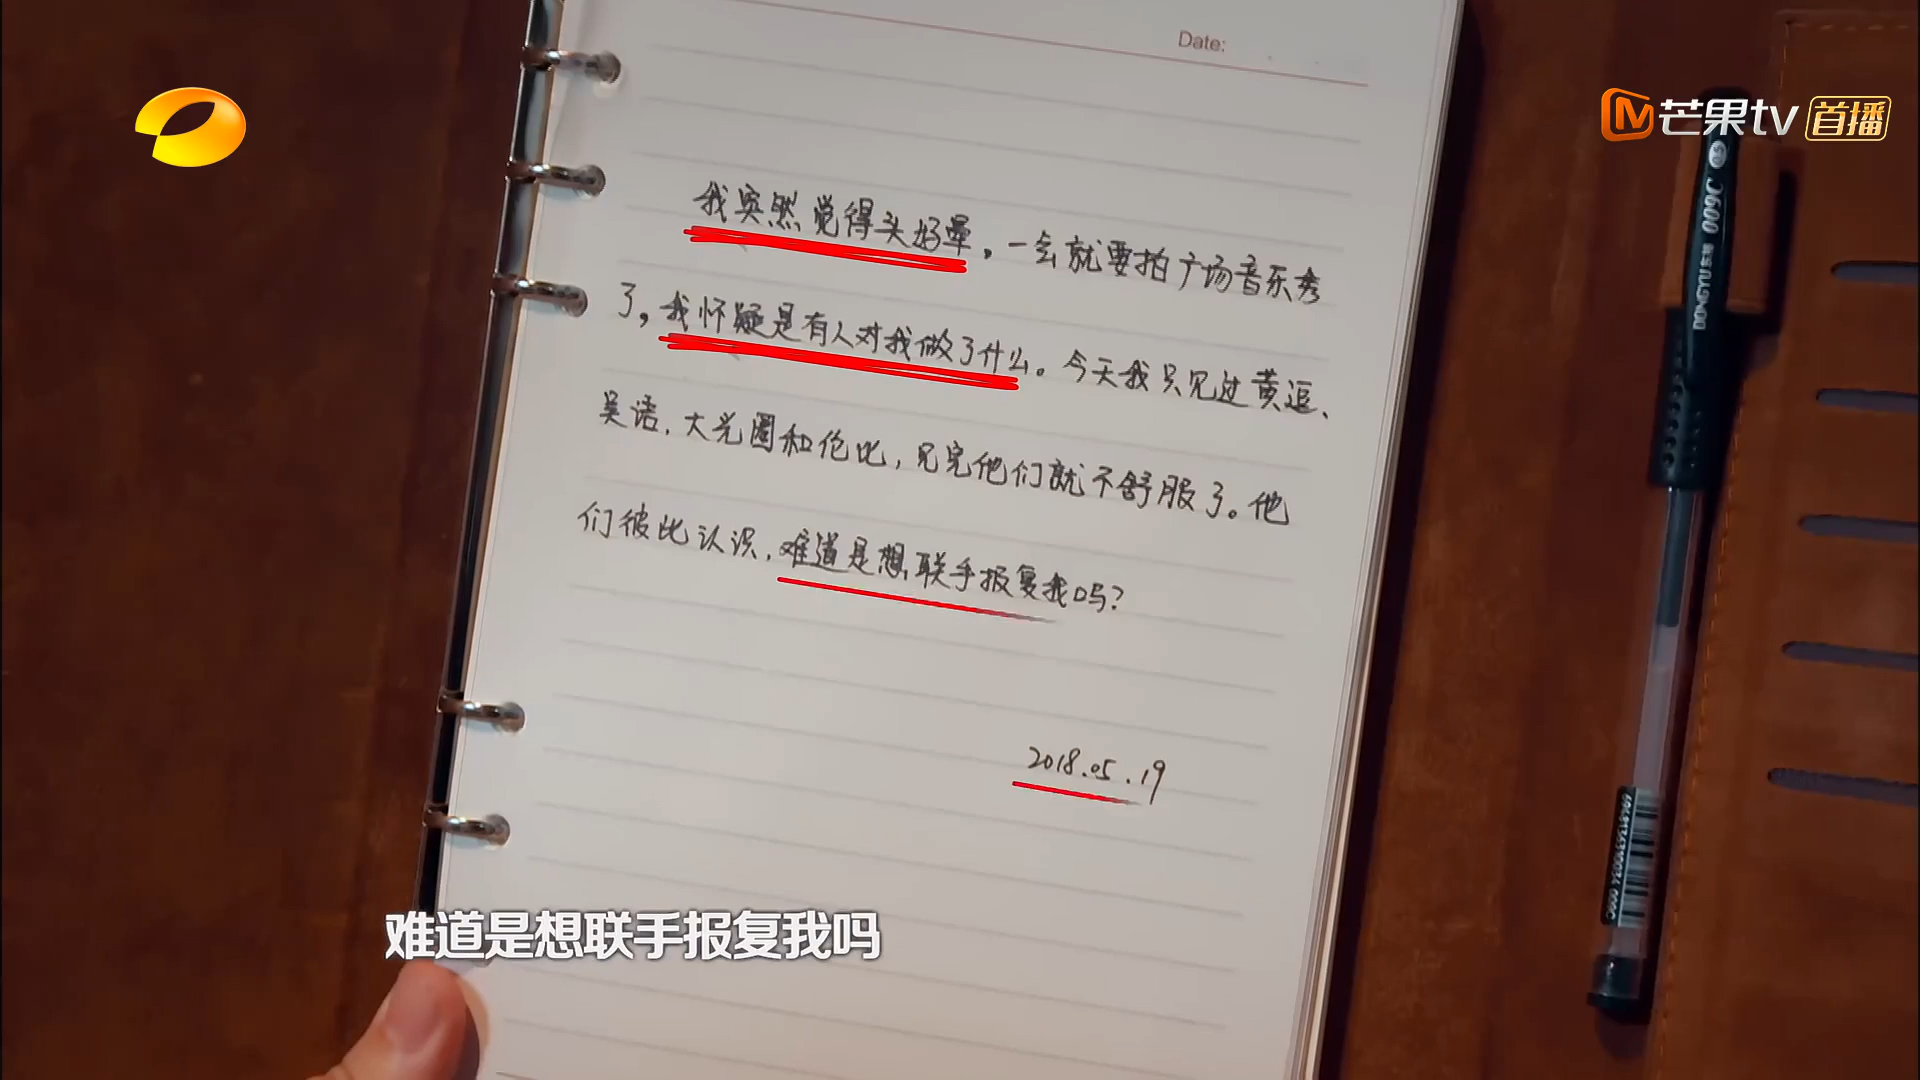 Date:
芒果tv 首播
我突然觉得头好晕，一会就要拍广场音乐秀
了，我怀疑是有人对我做了什么。今天我只见过黄逗、
吴语，大光圈和伦比，见完他们就不舒服了。他
们彼此认识，难道是想联手报复我吗？
2018.05.19
DONGYU 009C
难道是想联手报复我吗